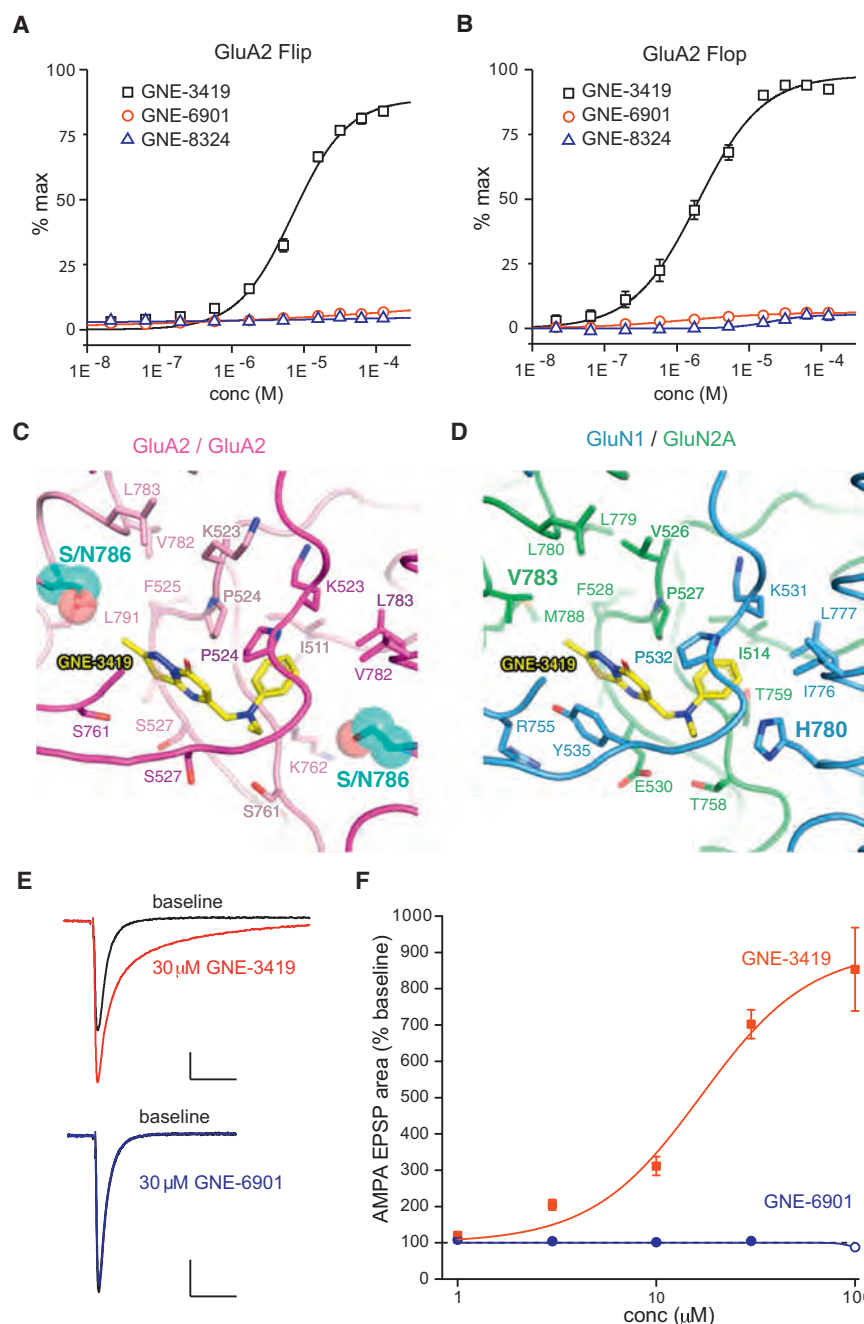 A
GluA2 Flip
GNE-3419
GNE-6901
GNE-8324
% max
100
75
50
25
0
1E-8
1E-7
1E-6
1E-5
1E-4
conc (M)
B
GluA2 Flop
GNE-3419
GNE-6901
GNE-8324
% max
100
75
50
25
0
1E-8
1E-7
1E-6
1E-5
1E-4
conc (M)
C
GluA2 / GluA2
L783
V782
K523
S/N786
F525
P524
K523
L783
L791
P524
I511
V782
GNE-3419
S761
S527
S527
K762
S/N786
S761
D
GluN1 / GluN2A
L779
V526
L780
V783
F528
P527
K531
M788
L777
P532
I514
I776
GNE-3419
T759
R755
Y535
H780
E530
T758
E
baseline
30 µM GNE-3419
baseline
30 µM GNE-6901
F
AMPA EPSP area (% baseline)
1000
900
800
700
600
500
400
300
200
100
0
GNE-3419
GNE-6901
1
10
100
conc (µM)